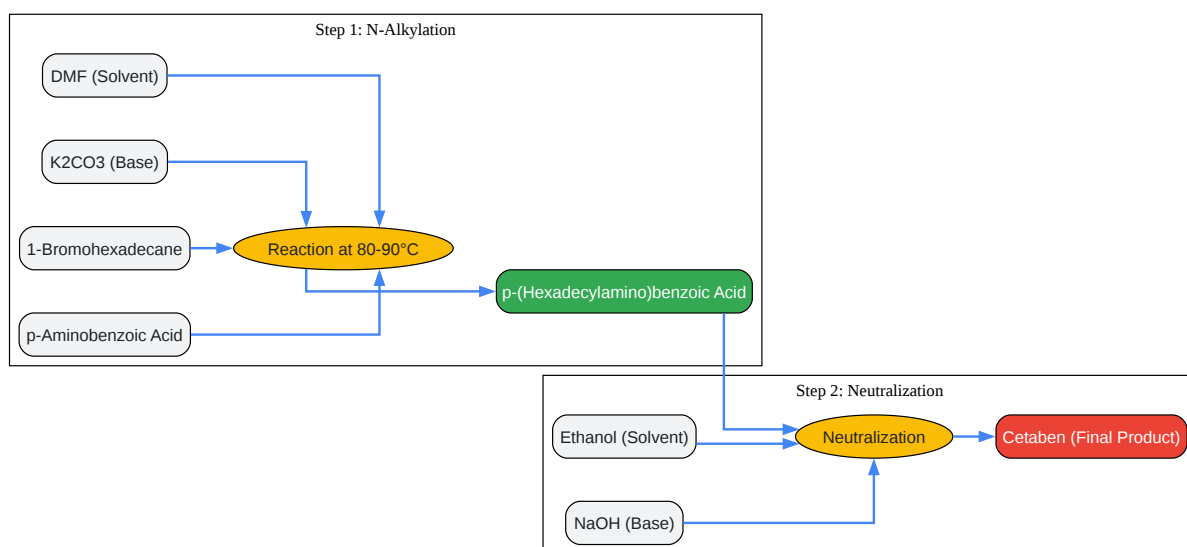 Step 1: N-Alkylation
DMF (Solvent)
K2CO3 (Base)
1-Bromohexadecane
Reaction at 80-90°C
p-(Hexadecylamino)benzoic Acid
p-Aminobenzoic Acid
Step 2: Neutralization
Ethanol (Solvent)
Neutralization
Cetaben (Final Product)
NaOH (Base)